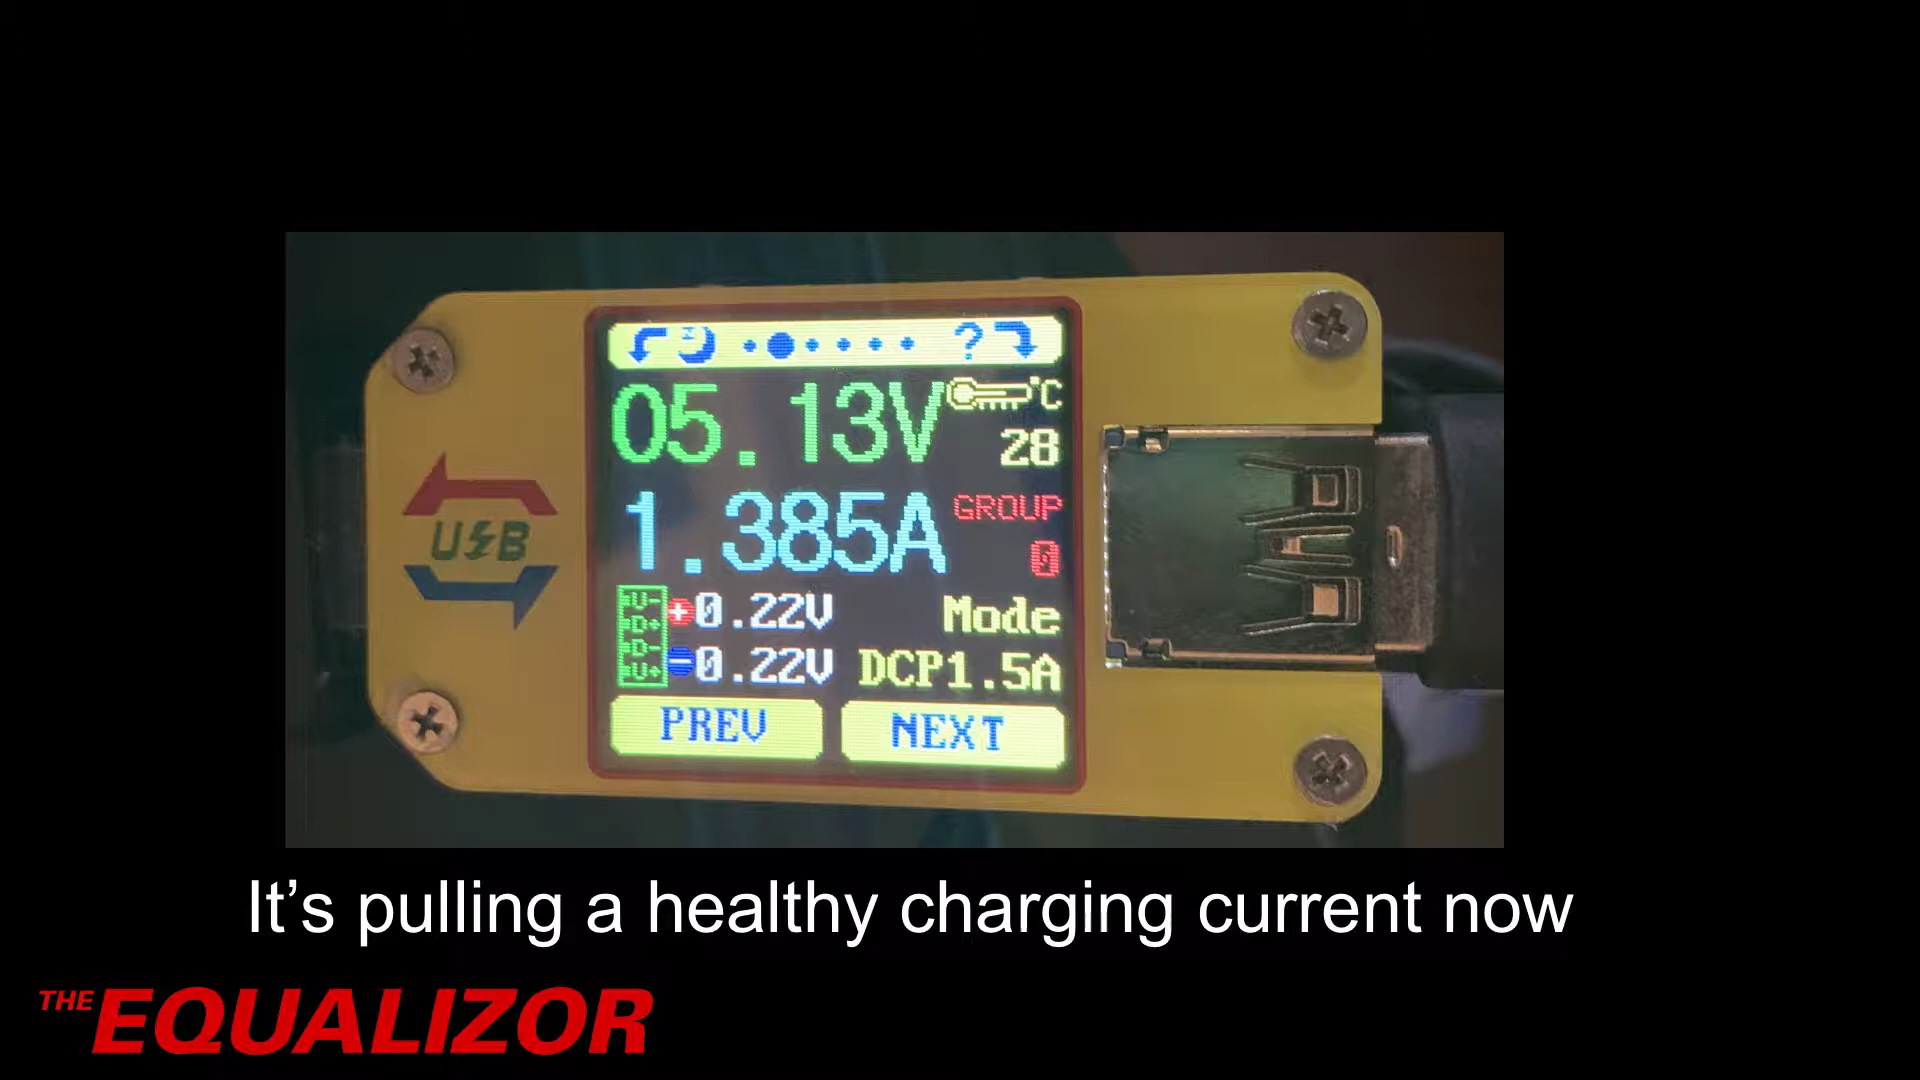 ?
05.13V °C
28
1.385A GROUP
0
U-
D+
D-
U+
+0.22V Mode
-0.22V DCP1.5A
PREV NEXT
USB
It’s pulling a healthy charging current now
THE EQUALIZOR